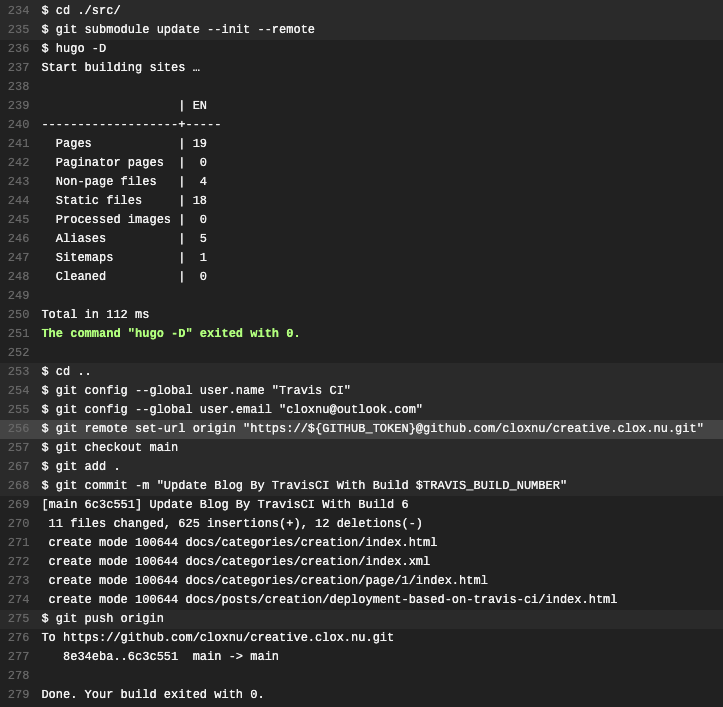 234 $ cd ./src/
235 $ git submodule update --init --remote
236 $ hugo -D
237 Start building sites …
238
239                    | EN
240 -------------------+-----
241   Pages            | 19
242   Paginator pages  |  0
243   Non-page files   |  4
244   Static files     | 18
245   Processed images |  0
246   Aliases          |  5
247   Sitemaps         |  1
248   Cleaned          |  0
249
250 Total in 112 ms
251 The command "hugo -D" exited with 0.
252
253 $ cd ..
254 $ git config --global user.name "Travis CI"
255 $ git config --global user.email "cloxnu@outlook.com"
256 $ git remote set-url origin "https://${GITHUB_TOKEN}@github.com/cloxnu/creative.clox.nu.git"
257 $ git checkout main
267 $ git add .
268 $ git commit -m "Update Blog By TravisCI With Build $TRAVIS_BUILD_NUMBER"
269 [main 6c3c551] Update Blog By TravisCI With Build 6
270  11 files changed, 625 insertions(+), 12 deletions(-)
271  create mode 100644 docs/categories/creation/index.html
272  create mode 100644 docs/categories/creation/index.xml
273  create mode 100644 docs/categories/creation/page/1/index.html
274  create mode 100644 docs/posts/creation/deployment-based-on-travis-ci/index.html
275 $ git push origin
276 To https://github.com/cloxnu/creative.clox.nu.git
277    8e34eba..6c3c551  main -> main
278
279 Done. Your build exited with 0.